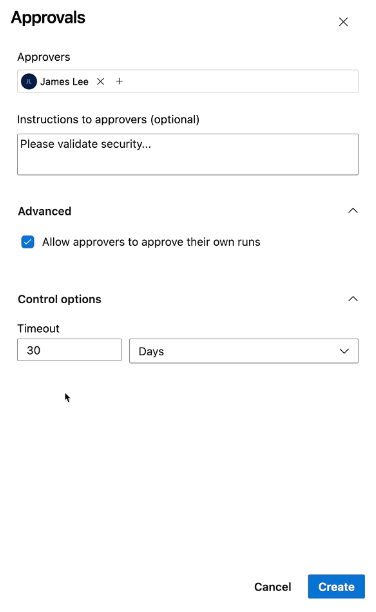 Approvals
Approvers
JL James Lee
Instructions to approvers (optional)
Please validate security...
Advanced
Allow approvers to approve their own runs
Control options
Timeout
30 Days
Cancel Create